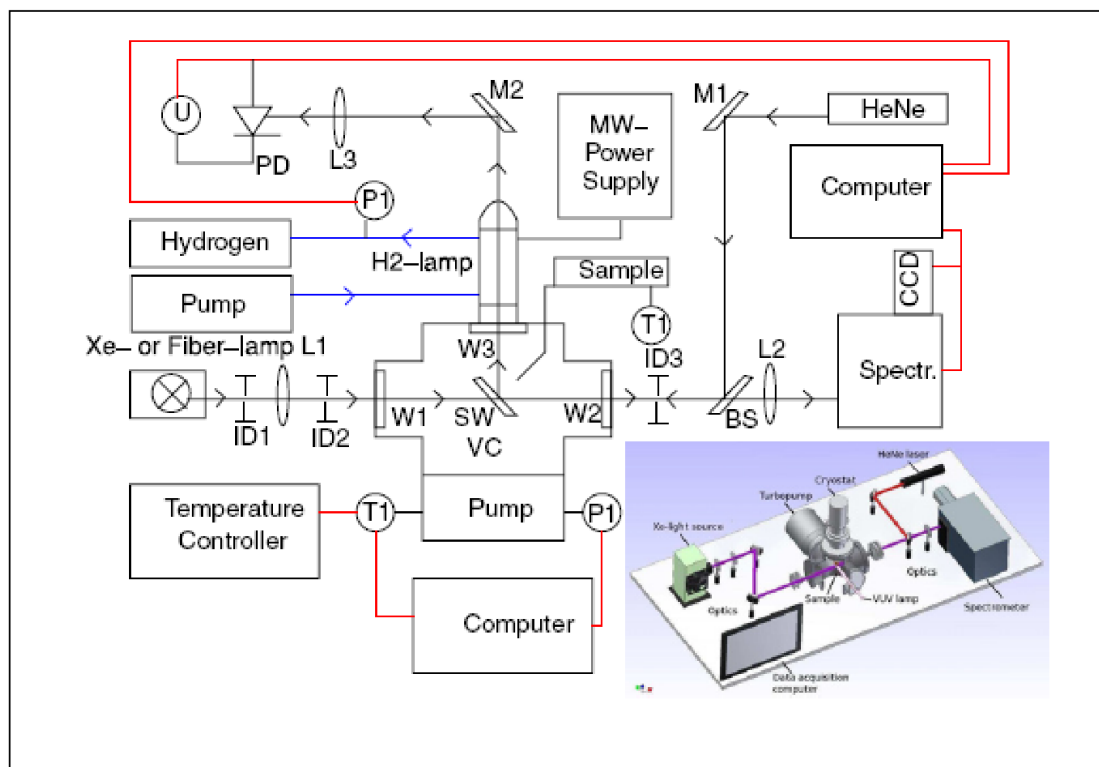 M2
M1
HeNe
U
PD
L3
MW–
Power
Supply
Computer
P1
Hydrogen
H2–lamp
Sample
CCD
Pump
T1
Xe– or Fiber–lamp L1
W3
ID3
L2
Spectr.
W1
SW
W2
BS
ID1
ID2
VC
Temperature
Controller
T1
Pump
P1
Computer
HeNe laser
Cryostat
Turbopump
Xe-light source
Optics
Optics
Sample
VUV lamp
Spectrometer
Data acquisition
computer